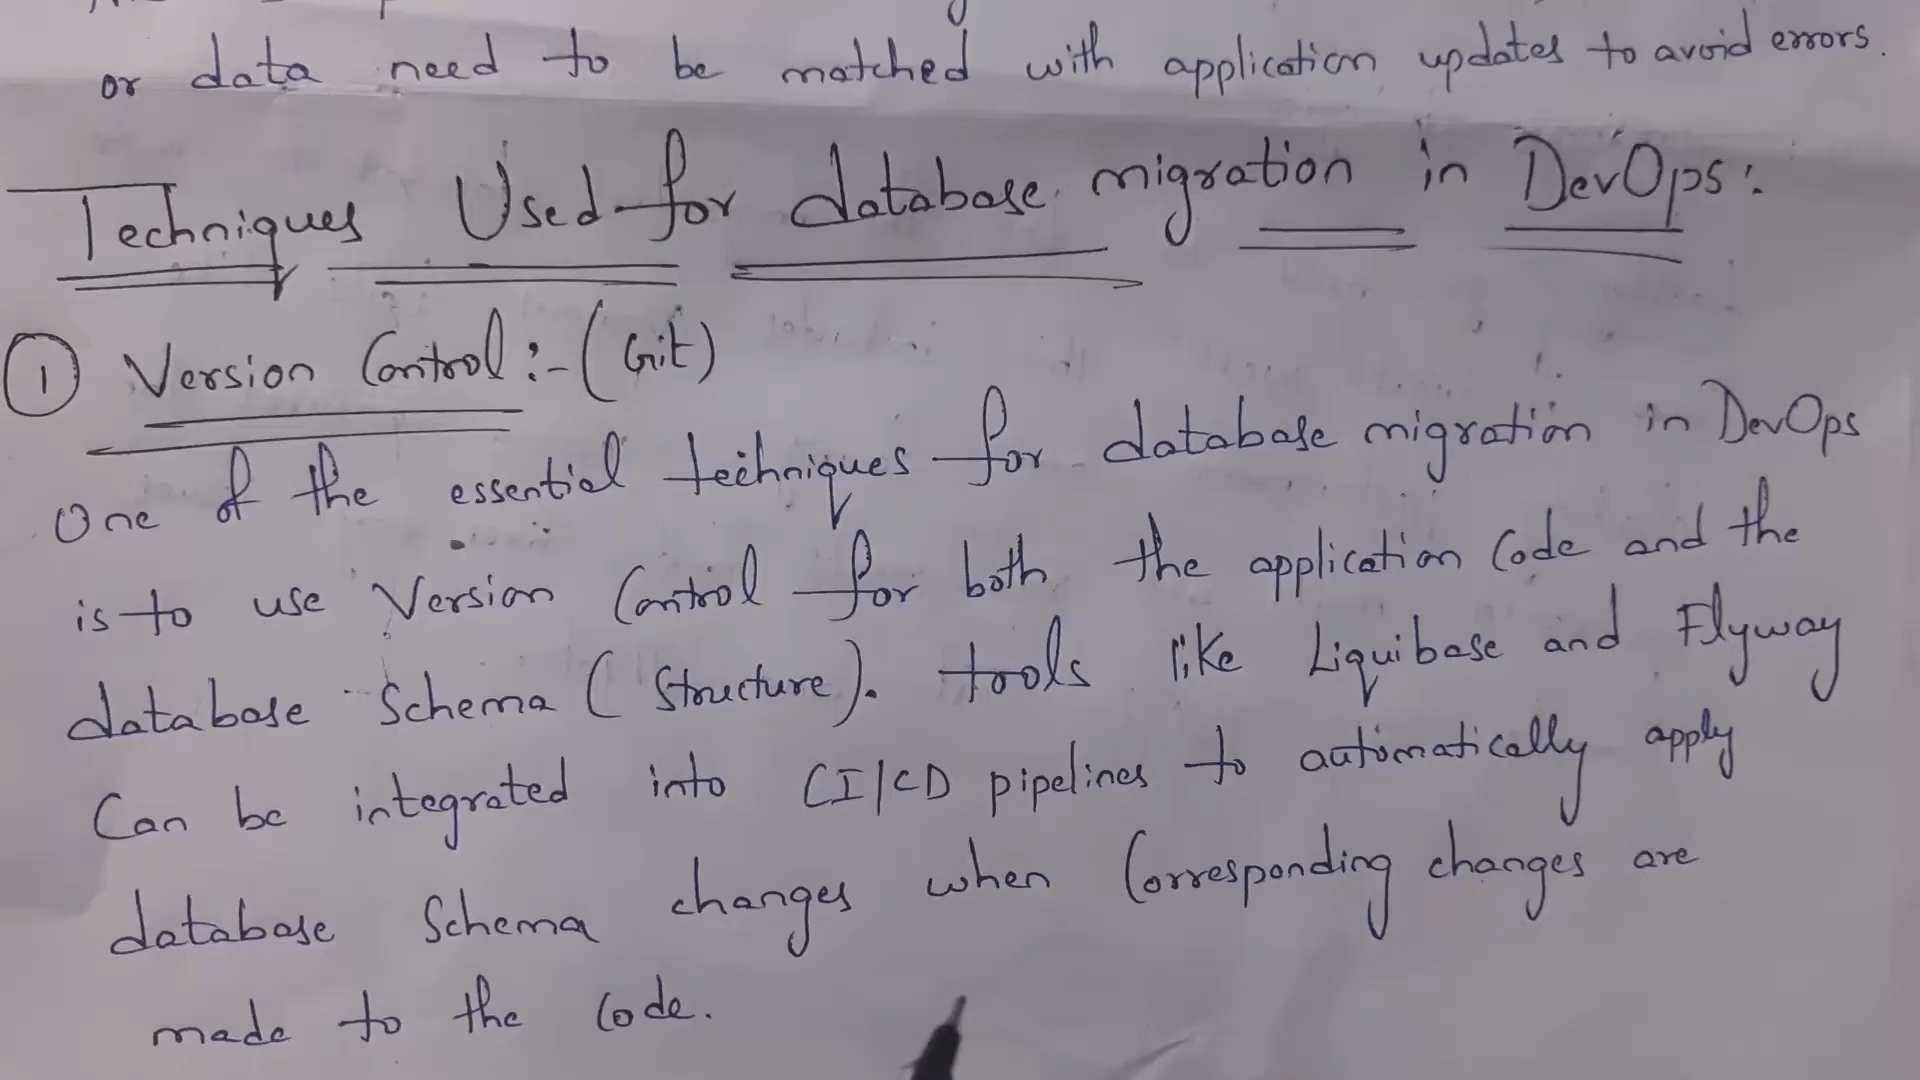 or data need to be matched with application updates to avoid errors.
Techniques Used for database migration in DevOps:
① Version Control:- (Git)
One of the essential techniques for database migration in DevOps
is to use Version Control for both the application Code and the
database Schema (Structure). tools like Liquibase and Flyway
Can be integrated into CI/CD pipelines to automatically apply
database Schema changes when Corresponding changes are
made to the Code.